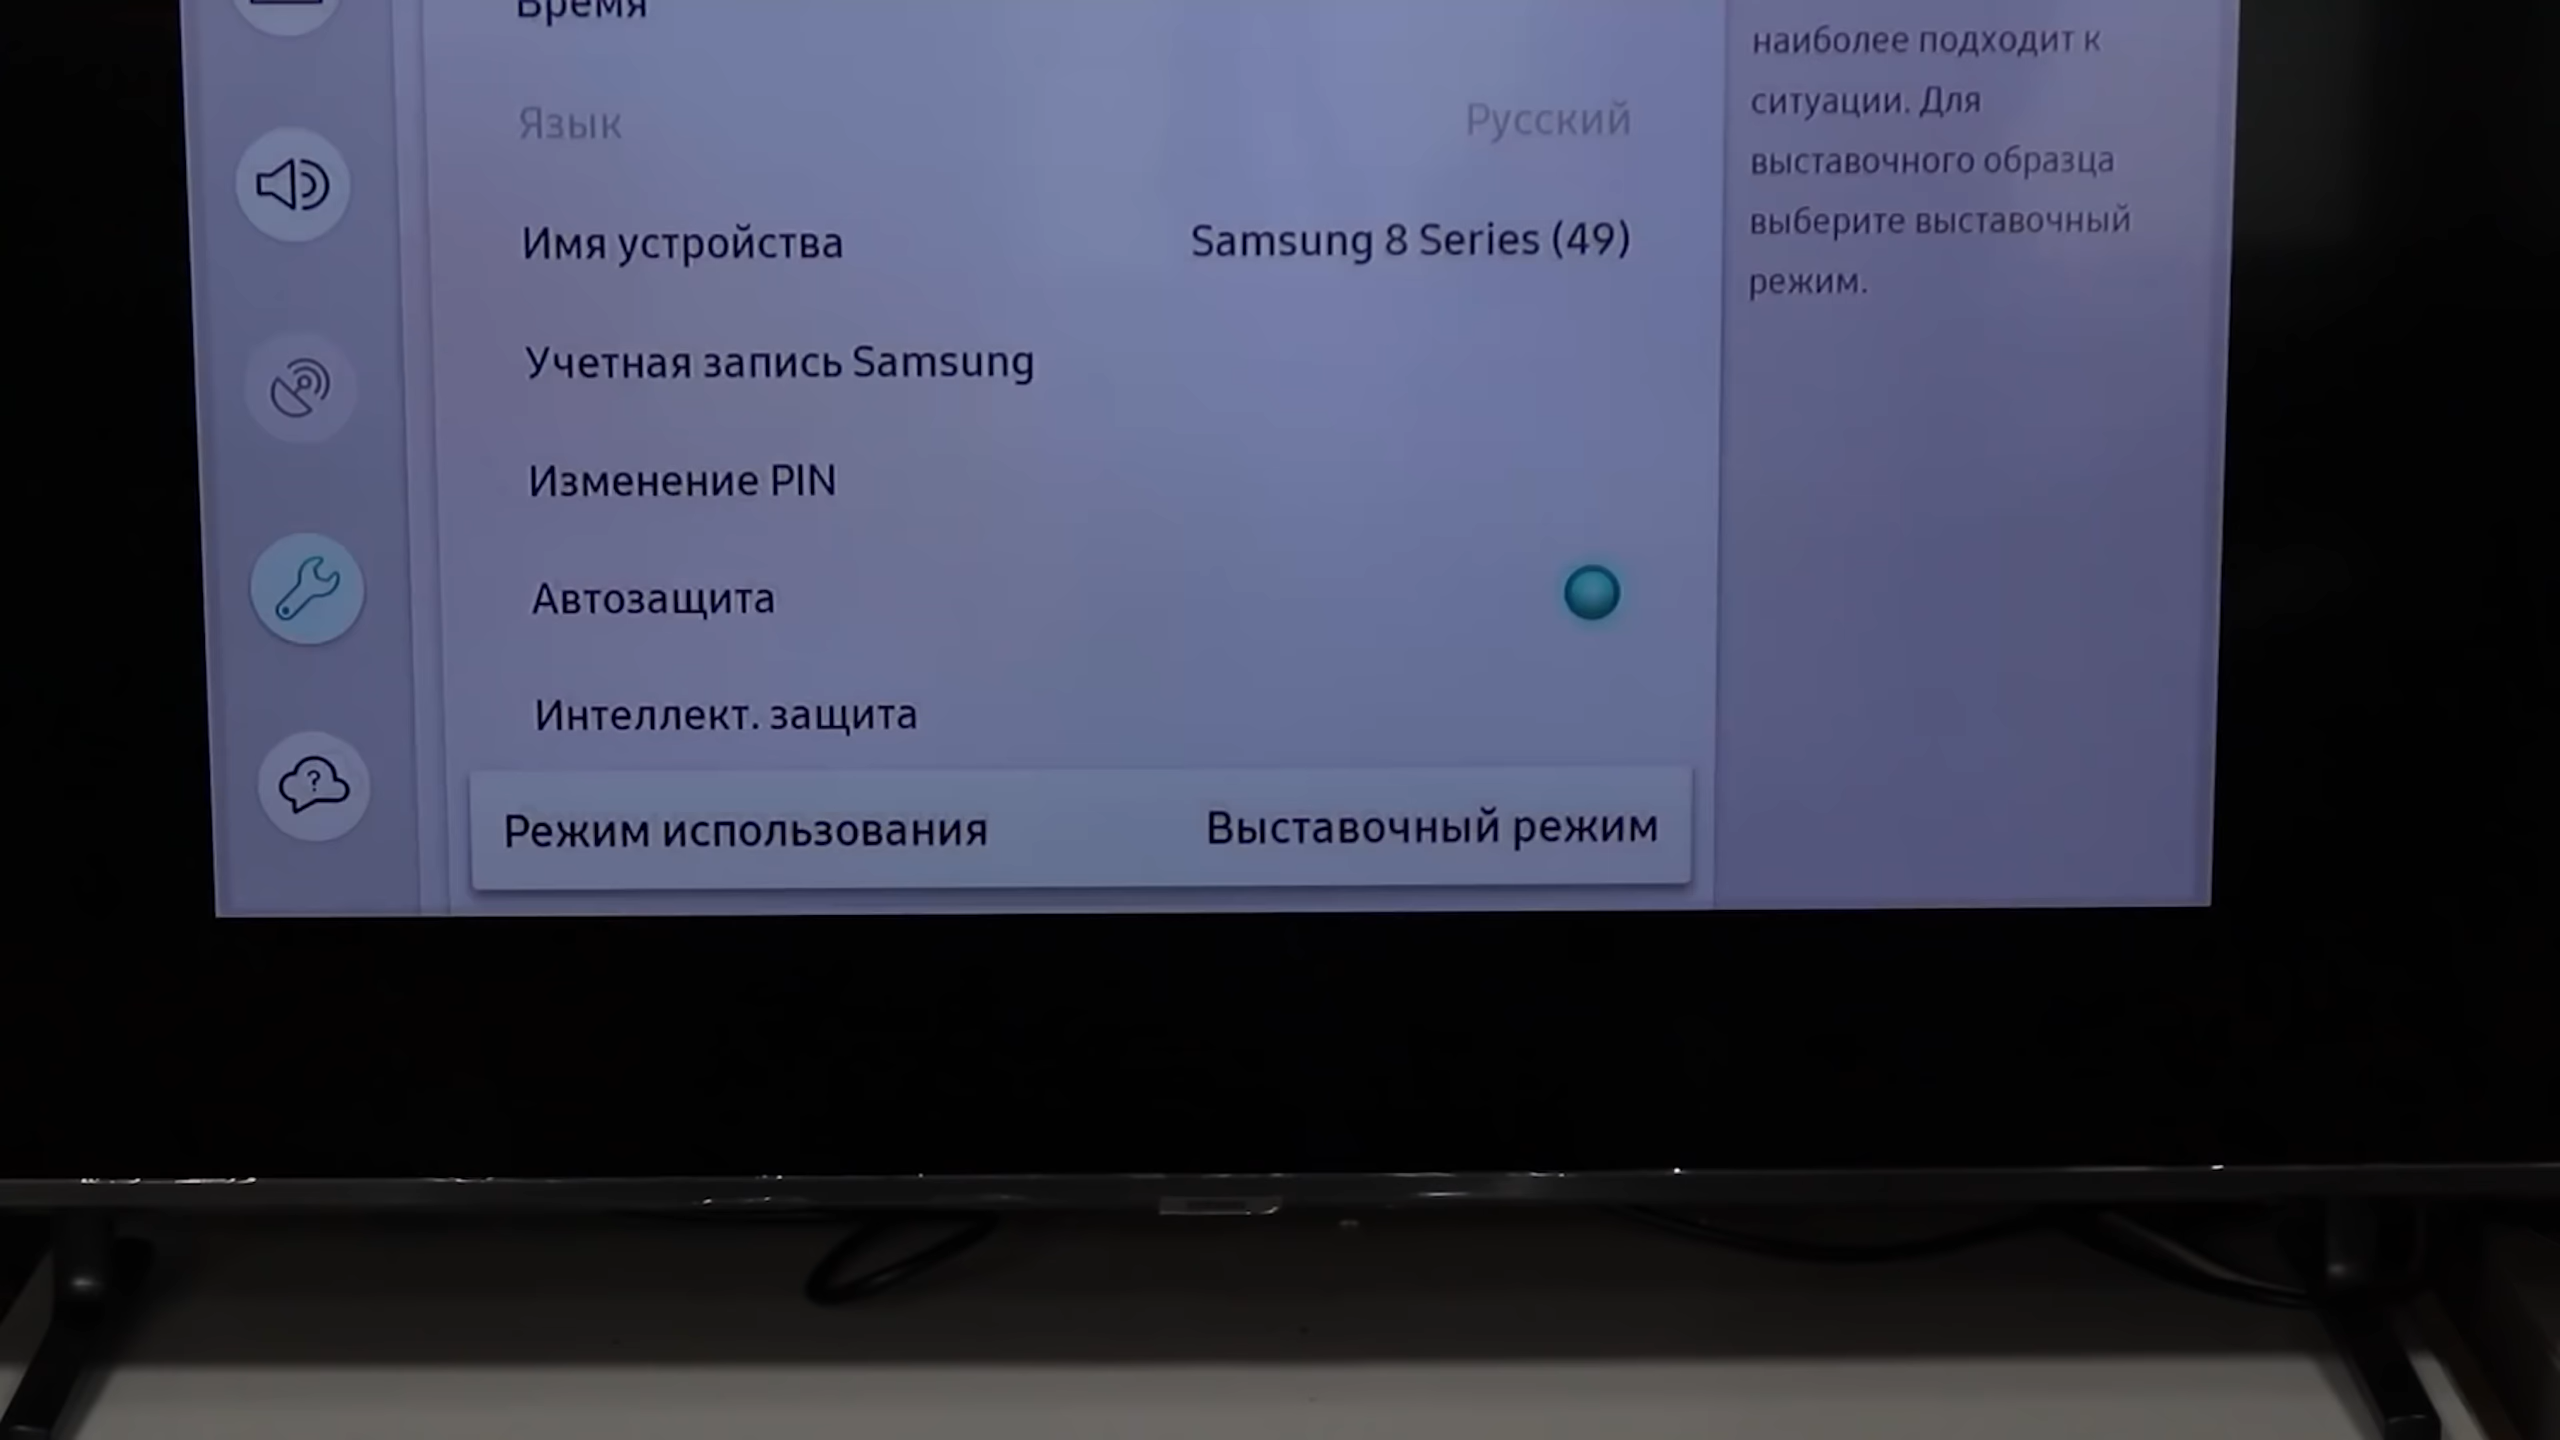 Время
Язык Русский
Имя устройства Samsung 8 Series (49)
Учетная запись Samsung
Изменение PIN
Автозащита
Интеллект. защита
Режим использования Выставочный режим
наиболее подходит к
ситуации. Для
выставочного образца
выберите выставочный
режим.